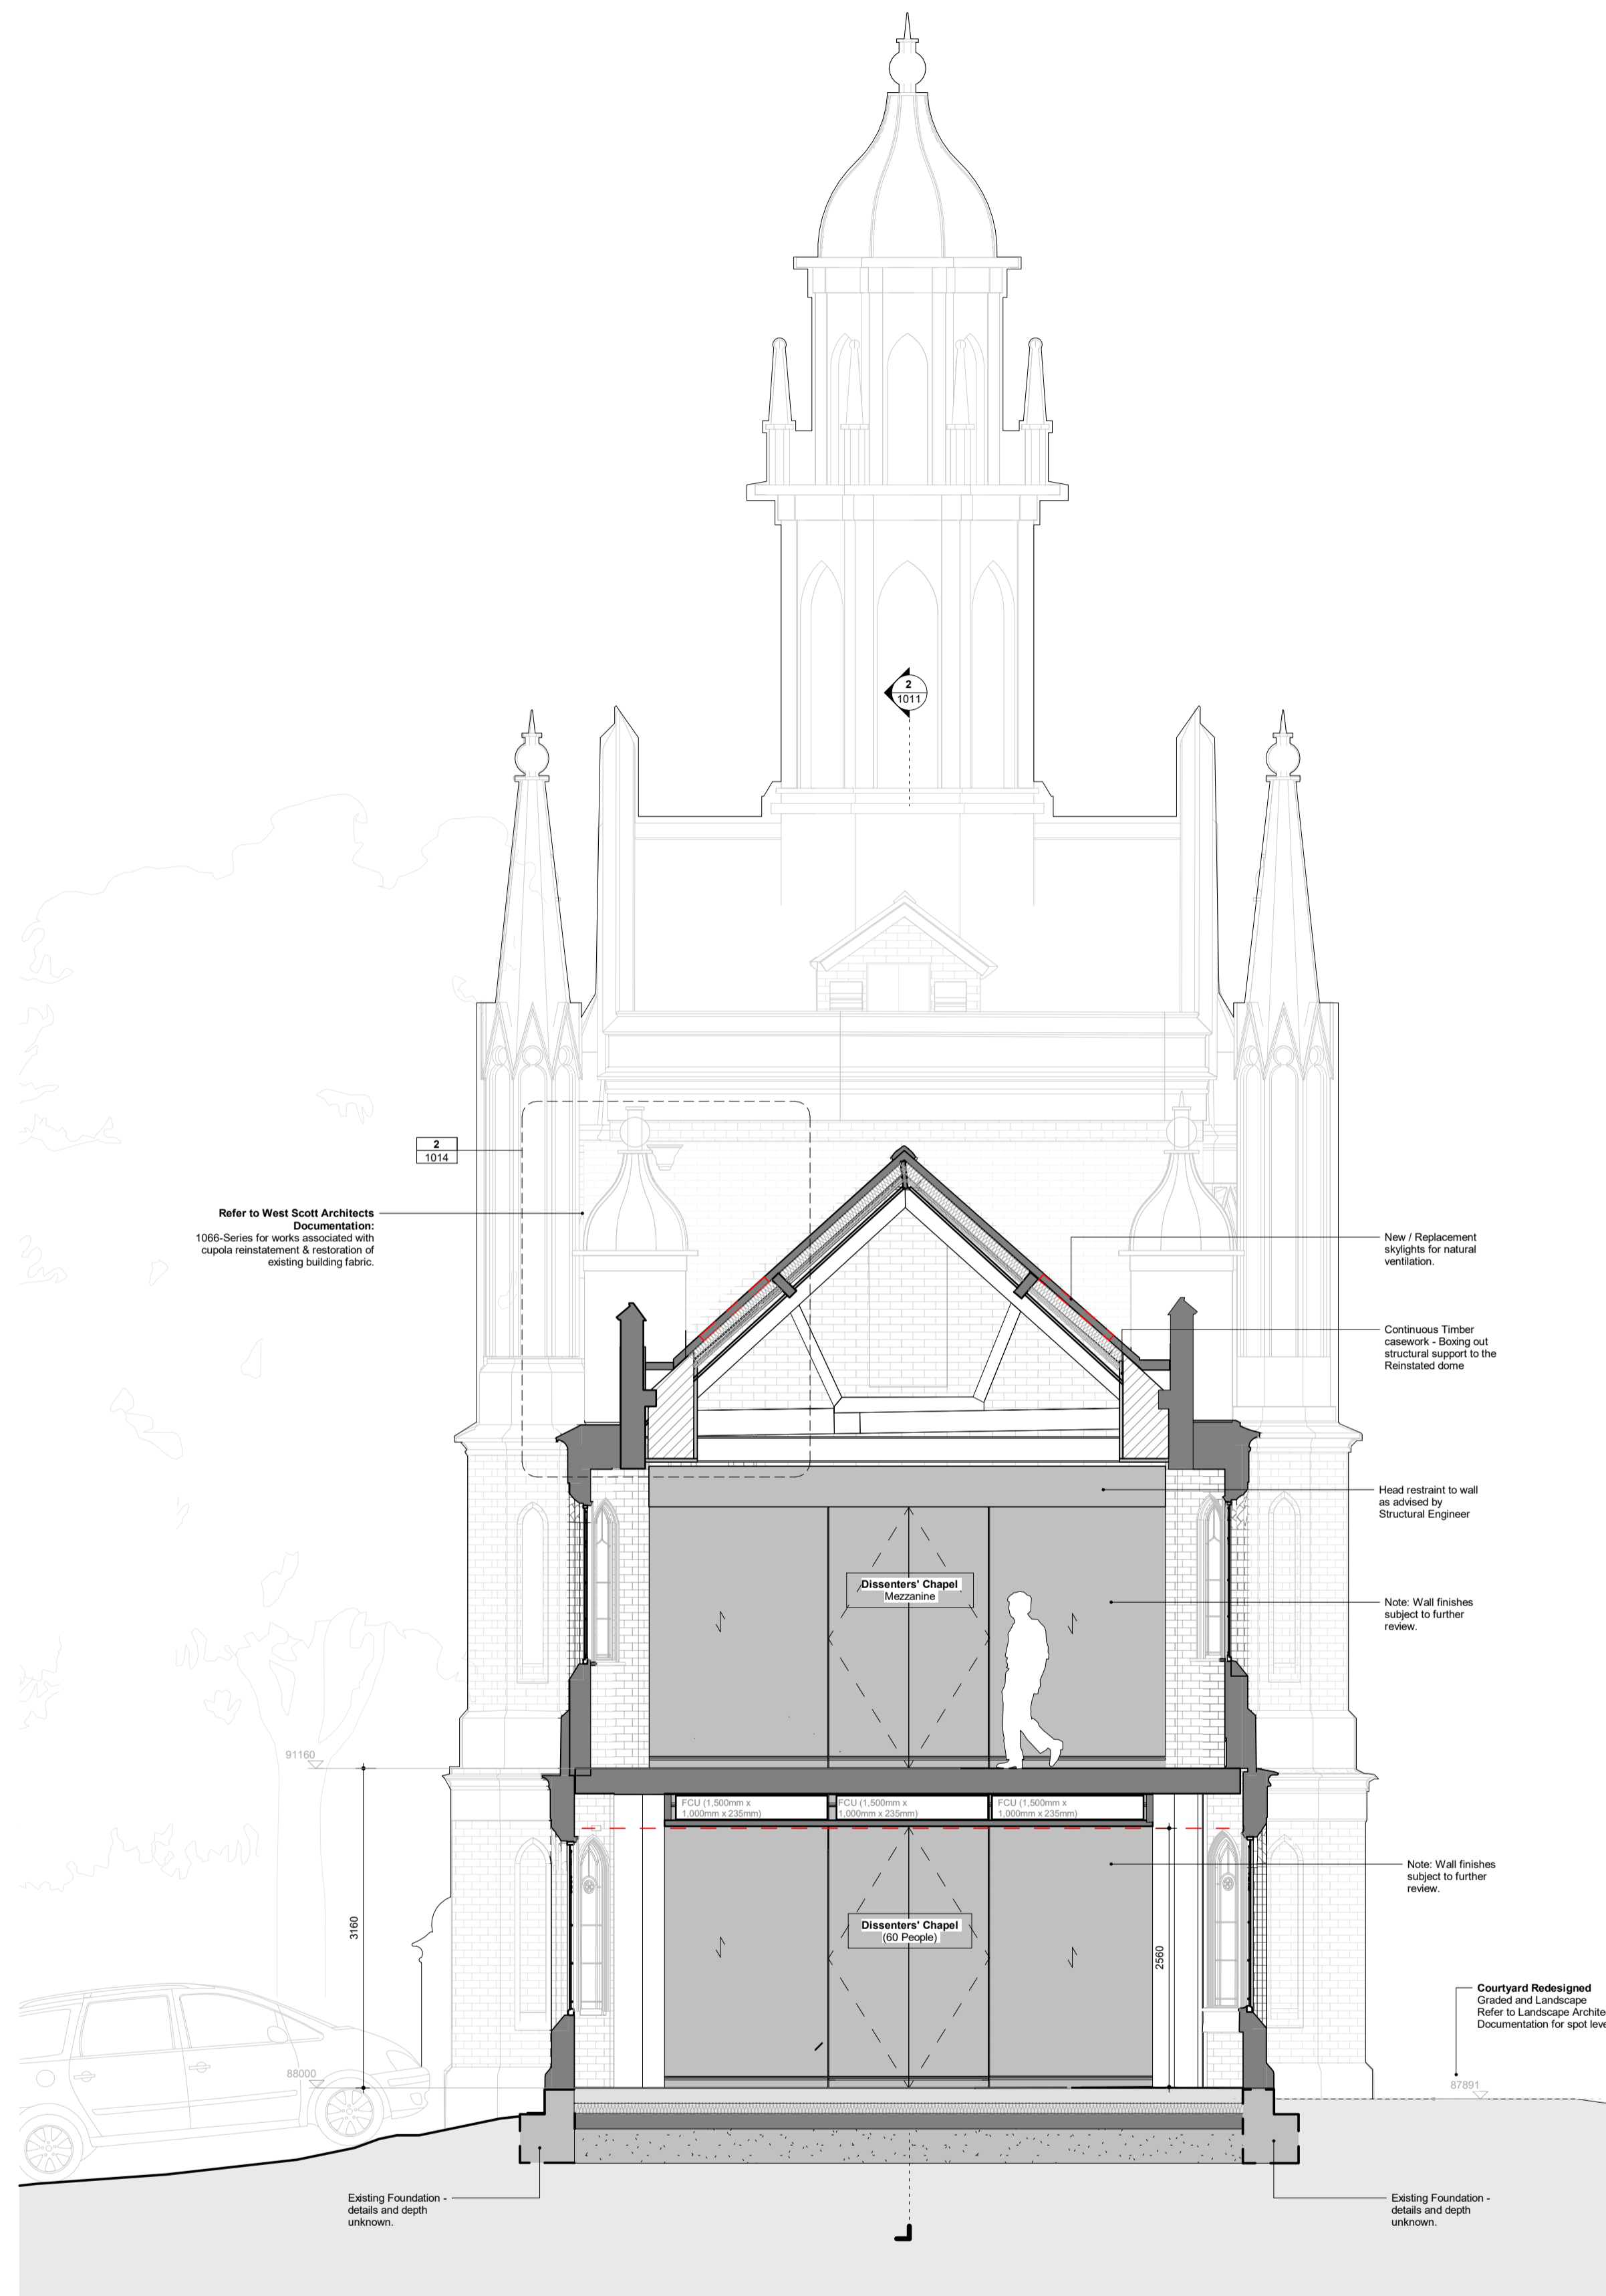 2
1011
2
1014
Refer to West Scott Architects
Documentation:
1066-Series for works associated with
cupola reinstatement & restoration of
existing building fabric.
New / Replacement
skylights for natural
ventilation.
Continuous Timber
casework - Boxing out
structural support to the
Reinstated dome
Head restraint to wall
as advised by
Structural Engineer
Dissenters' Chapel
Mezzanine
Note: Wall finishes
subject to further
review.
91160
FCU (1,500mm x
1,000mm x 235mm)
FCU (1,500mm x
1,000mm x 235mm)
FCU (1,500mm x
1,000mm x 235mm)
Note: Wall finishes
subject to further
review.
3160
Dissenters' Chapel
(60 People)
2560
Courtyard Redesigned
Graded and Landscape
Refer to Landscape Archite
Documentation for spot leve
88000
87891
Existing Foundation -
details and depth
unknown.
Existing Foundation -
details and depth
unknown.